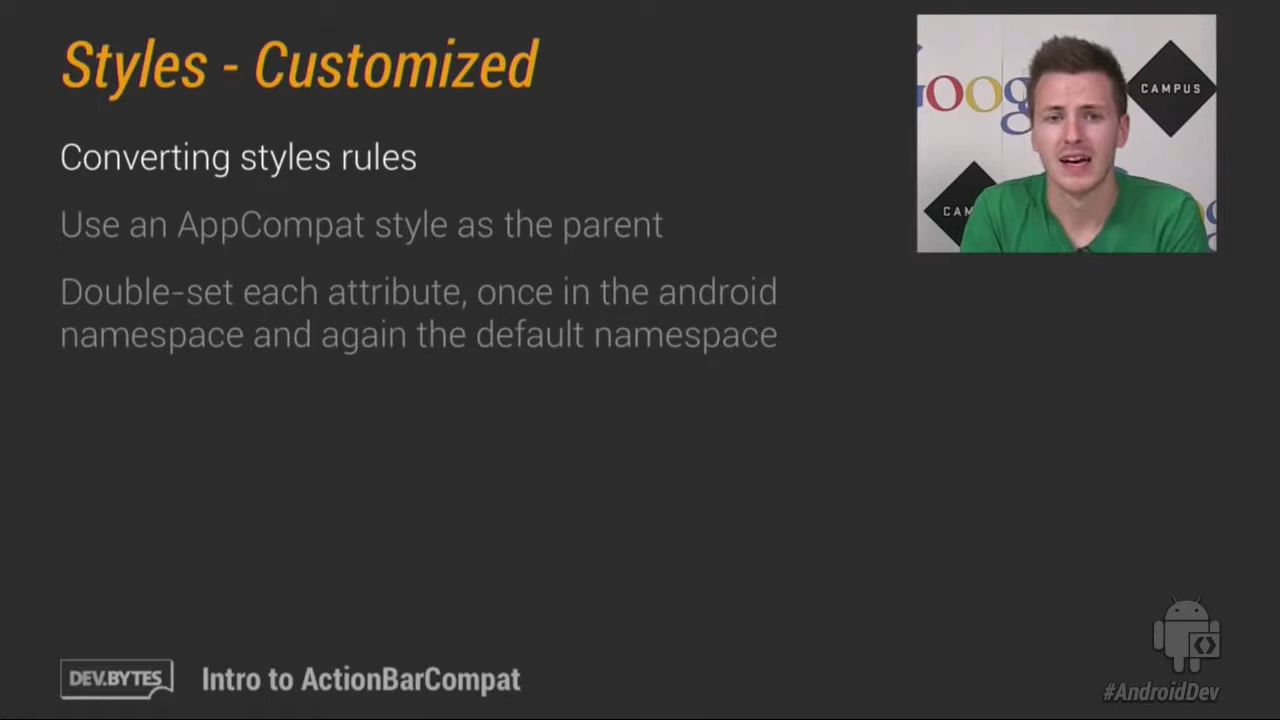 Styles - Customized
Converting styles rules
Use an AppCompat style as the parent
Double-set each attribute, once in the android
namespace and again the default namespace
Google
CAMPUS
DEV.BYTES
Intro to ActionBarCompat
#AndroidDev